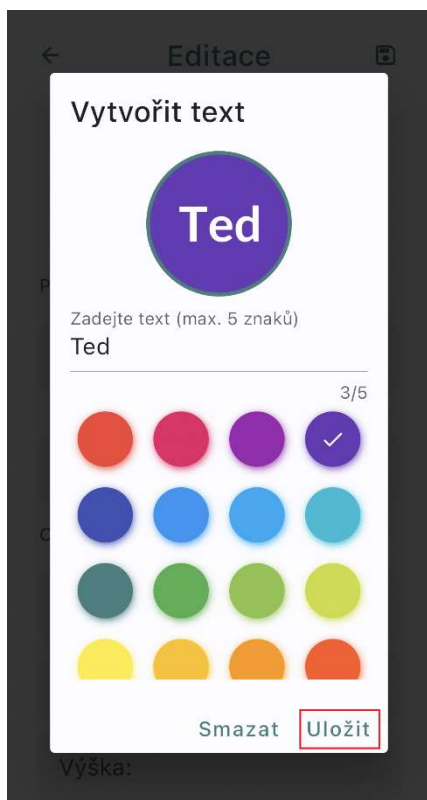 Editace
Vytvořit text
Ted
Zadejte text (max. 5 znaků)
Ted
3/5
Smazat Uložit
Výška: